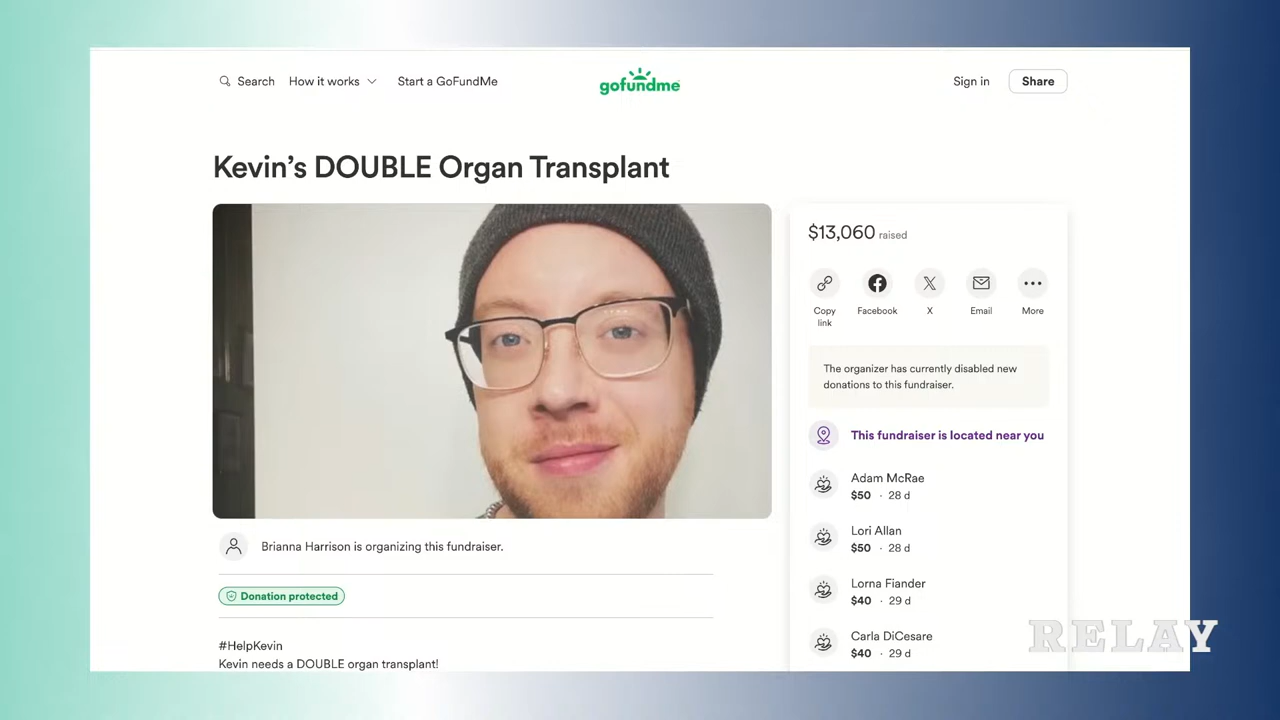 Search How it works Start a GoFundMe gofundme Sign in Share
Kevin's DOUBLE Organ Transplant
$13,060 raised
Copy link Facebook X Email More
The organizer has currently disabled new
donations to this fundraiser.
This fundraiser is located near you
Adam McRae
$50 · 28 d
Lori Allan
$50 · 28 d
Lorna Fiander
$40 · 29 d
Carla DiCesare
$40 · 29 d
Brianna Harrison is organizing this fundraiser.
Donation protected
#HelpKevin
Kevin needs a DOUBLE organ transplant!
RELAY